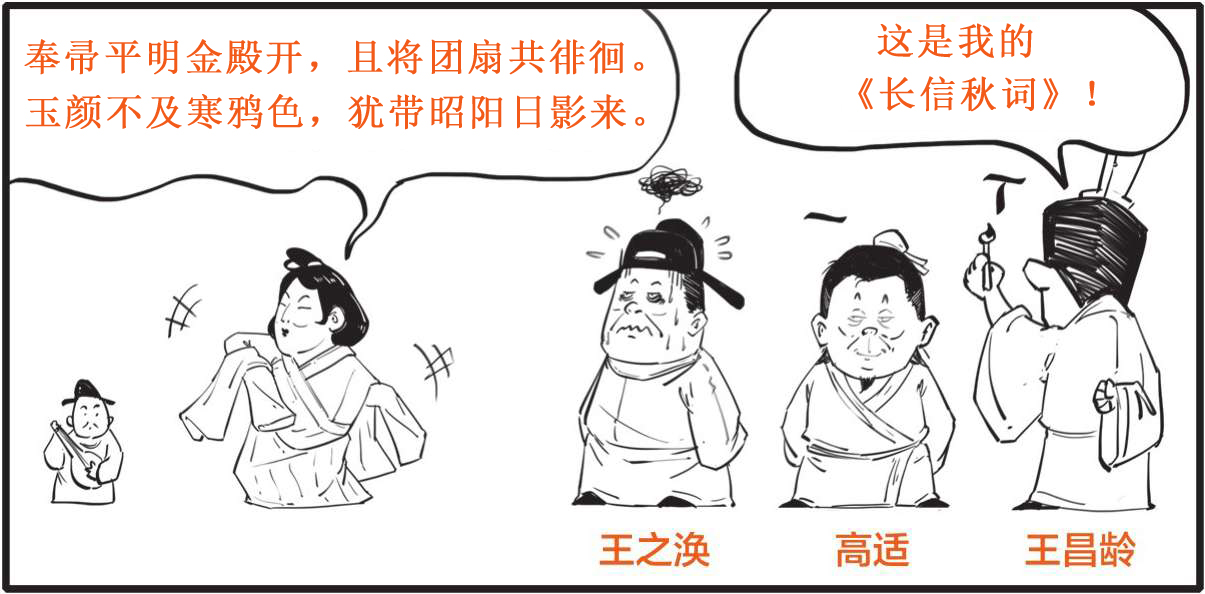 奉帚平明金殿开，且将团扇共徘徊。
玉颜不及寒鸦色，犹带昭阳日影来。
这是我的
《长信秋词》！
一
丅
王之涣
高适
王昌龄